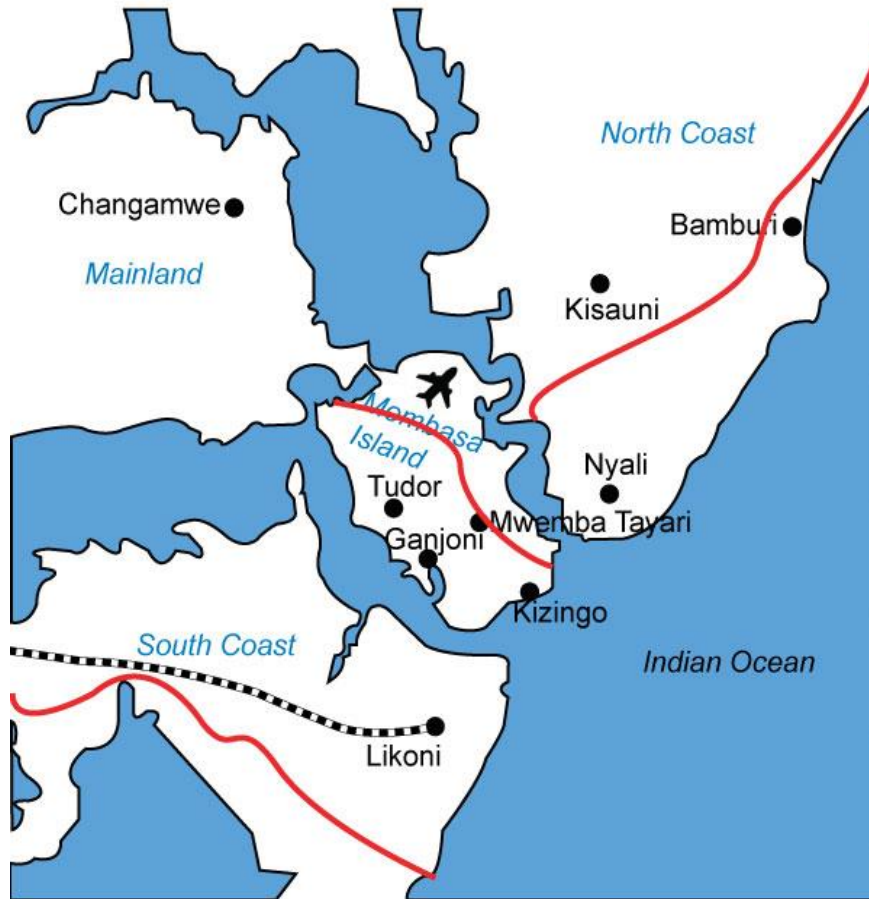 North Coast
Changamwe
Bamburi
Mainland
Kisauni
Mombasa
Island
Nyali
Tudor
Mwemba Tayari
Ganjoni
Kizingo
South Coast
Indian Ocean
Likoni